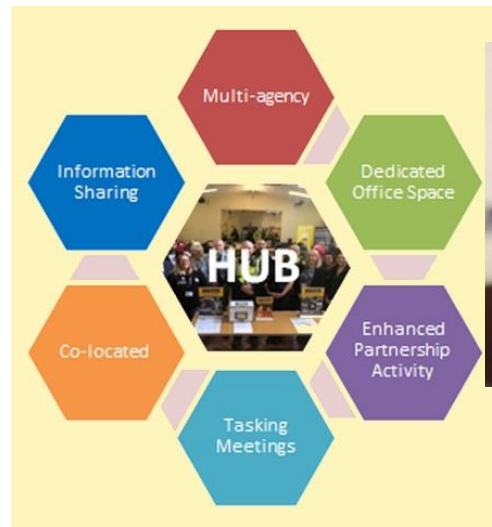 Multi-agency
Information
Sharing
Dedicated
Office Space
HUB
Co-located
Enhanced
Partnership
Activity
Tasking
Meetings